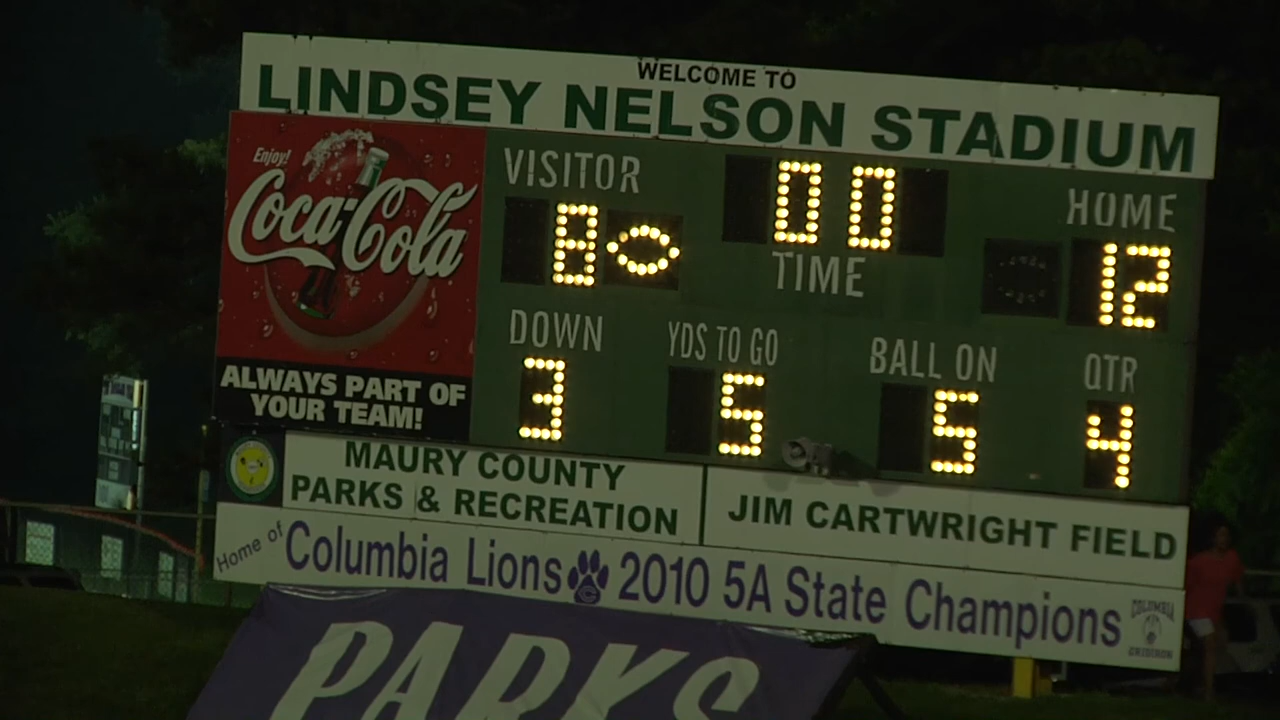 WELCOME TO
LINDSEY NELSON STADIUM
Enjoy!
Coca-Cola
ALWAYS PART OF
YOUR TEAM!
VISITOR
8
00
TIME
HOME
12
DOWN
3
YDS TO GO
5
BALL ON
5
QTR
4
MAURY COUNTY
PARKS & RECREATION
JIM CARTWRIGHT FIELD
Home of Columbia Lions C 2010 5A State Champions
COLUMBIA
GRIDIRON
PARKS